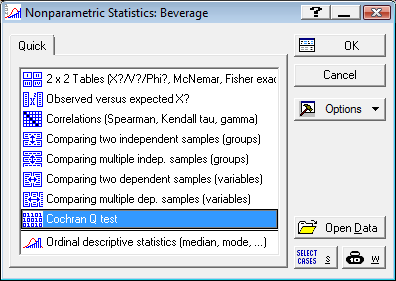 Nonparametric Statistics: Beverage
Quick
OK
Cancel
Options
2 x 2 Tables (X?/V?/Phi?, McNemar, Fisher exac
Observed versus expected X?
Correlations (Spearman, Kendall tau, gamma)
Comparing two independent samples (groups)
Comparing multiple indep. samples (groups)
Comparing two dependent samples (variables)
Comparing multiple dep. samples (variables)
Cochran Q test
Ordinal descriptive statistics (median, mode, ...)
Open Data
SELECT CASES S
W